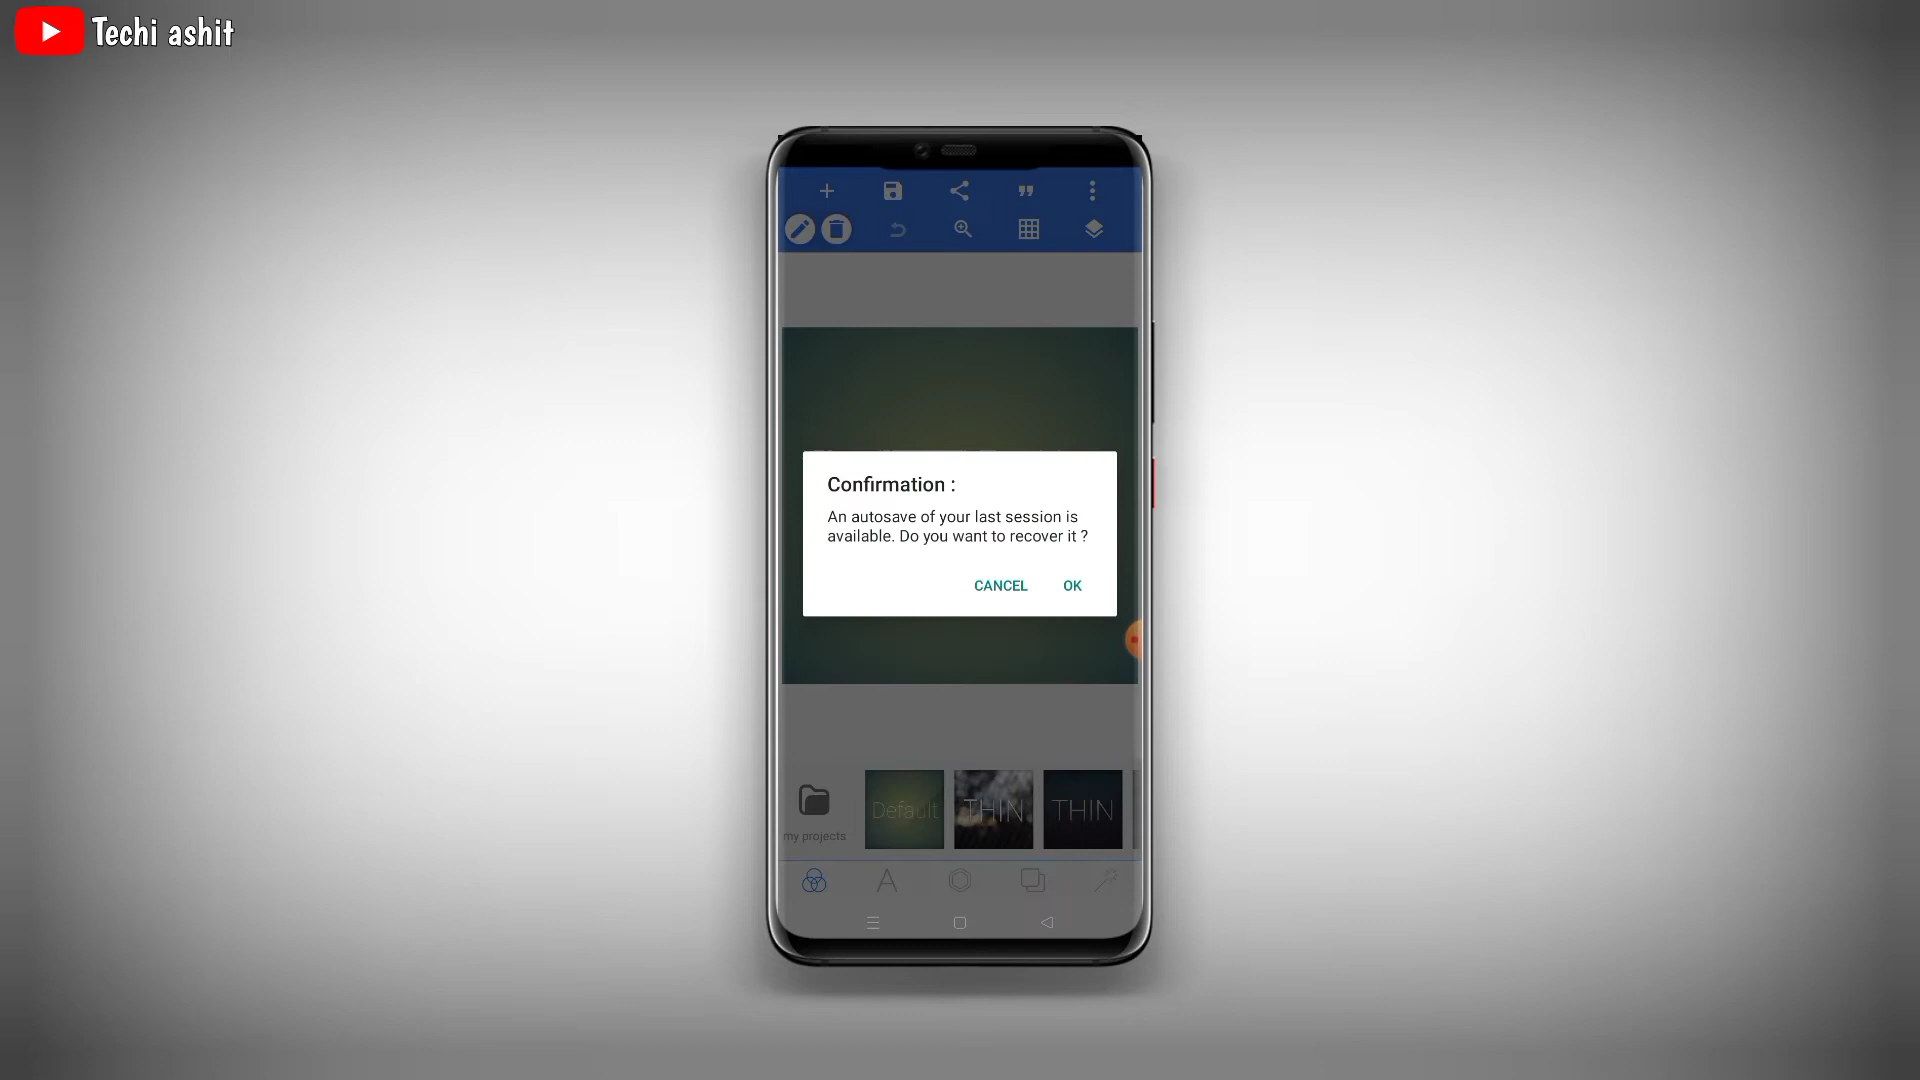 Techi ashit
Confirmation :
An autosave of your last session is
available. Do you want to recover it ?
CANCEL OK
my projects
Default
THIN
THIN